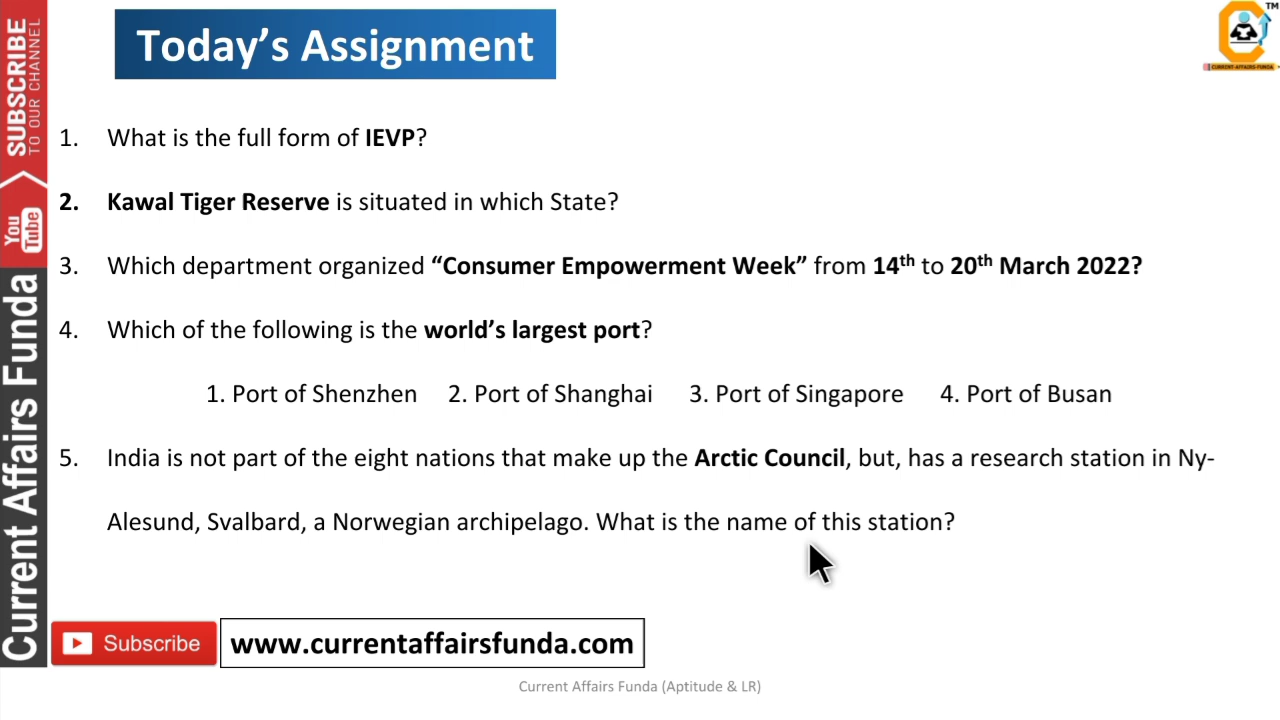 Today’s Assignment
TM
CURRENT-AFFAIRS-FUNDA
SUBSCRIBE
TO OUR CHANNEL
You
Tube
Current Affairs Funda
1. What is the full form of IEVP?
2. Kawal Tiger Reserve is situated in which State?
3. Which department organized “Consumer Empowerment Week” from 14th to 20th March 2022?
4. Which of the following is the world’s largest port?
1. Port of Shenzhen 2. Port of Shanghai 3. Port of Singapore 4. Port of Busan
5. India is not part of the eight nations that make up the Arctic Council, but, has a research station in Ny-
Alesund, Svalbard, a Norwegian archipelago. What is the name of this station?
Subscribe
www.currentaffairsfunda.com
Current Affairs Funda (Aptitude & LR)